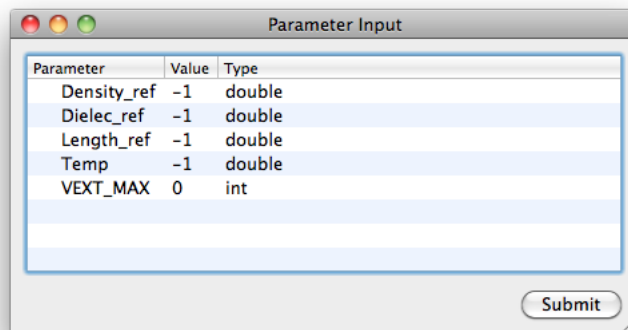 Parameter Input
Parameter Value Type
Density_ref -1 double
Dielec_ref -1 double
Length_ref -1 double
Temp -1 double
VEXT_MAX 0 int
Submit